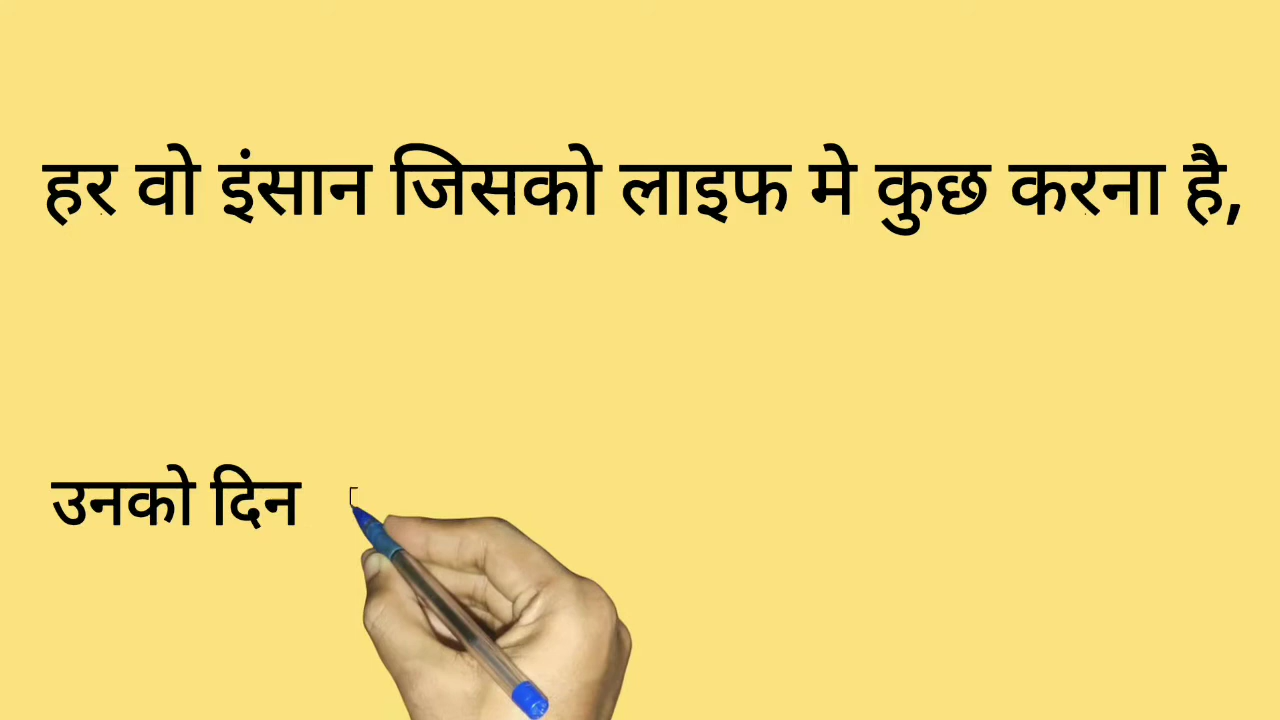 हर वो इंसान जिसको लाइफ मे कुछ करना है,
उनको दिन